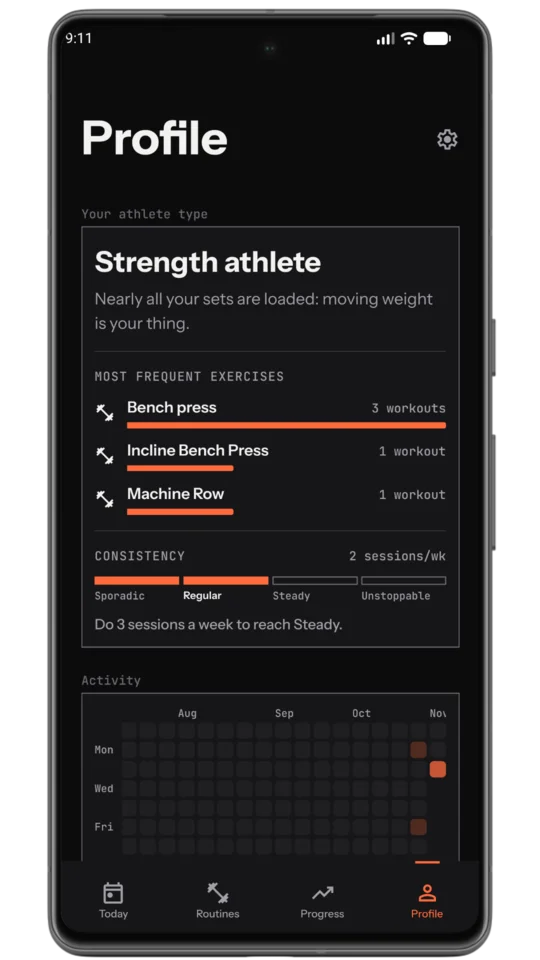 9:11
Profile
Your athlete type
Strength athlete
Nearly all your sets are loaded: moving weight
is your thing.
MOST FREQUENT EXERCISES
Bench press
3 workouts
Incline Bench Press
1 workout
Machine Row
1 workout
CONSISTENCY
2 sessions/wk
Sporadic
Regular
Steady
Unstoppable
Do 3 sessions a week to reach Steady.
Activity
Aug
Sep
Oct
Nov
Mon
Wed
Fri
Today
Routines
Progress
Profile